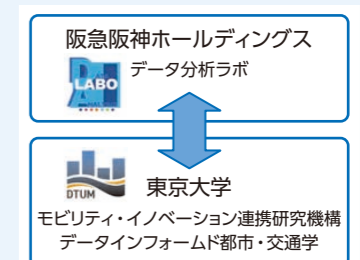 阪急阪神ホールディングス
LABO
データ分析ラボ
DTUM
東京大学
モビリティ・イノベーション連携研究機構
データインフォームド都市・交通学